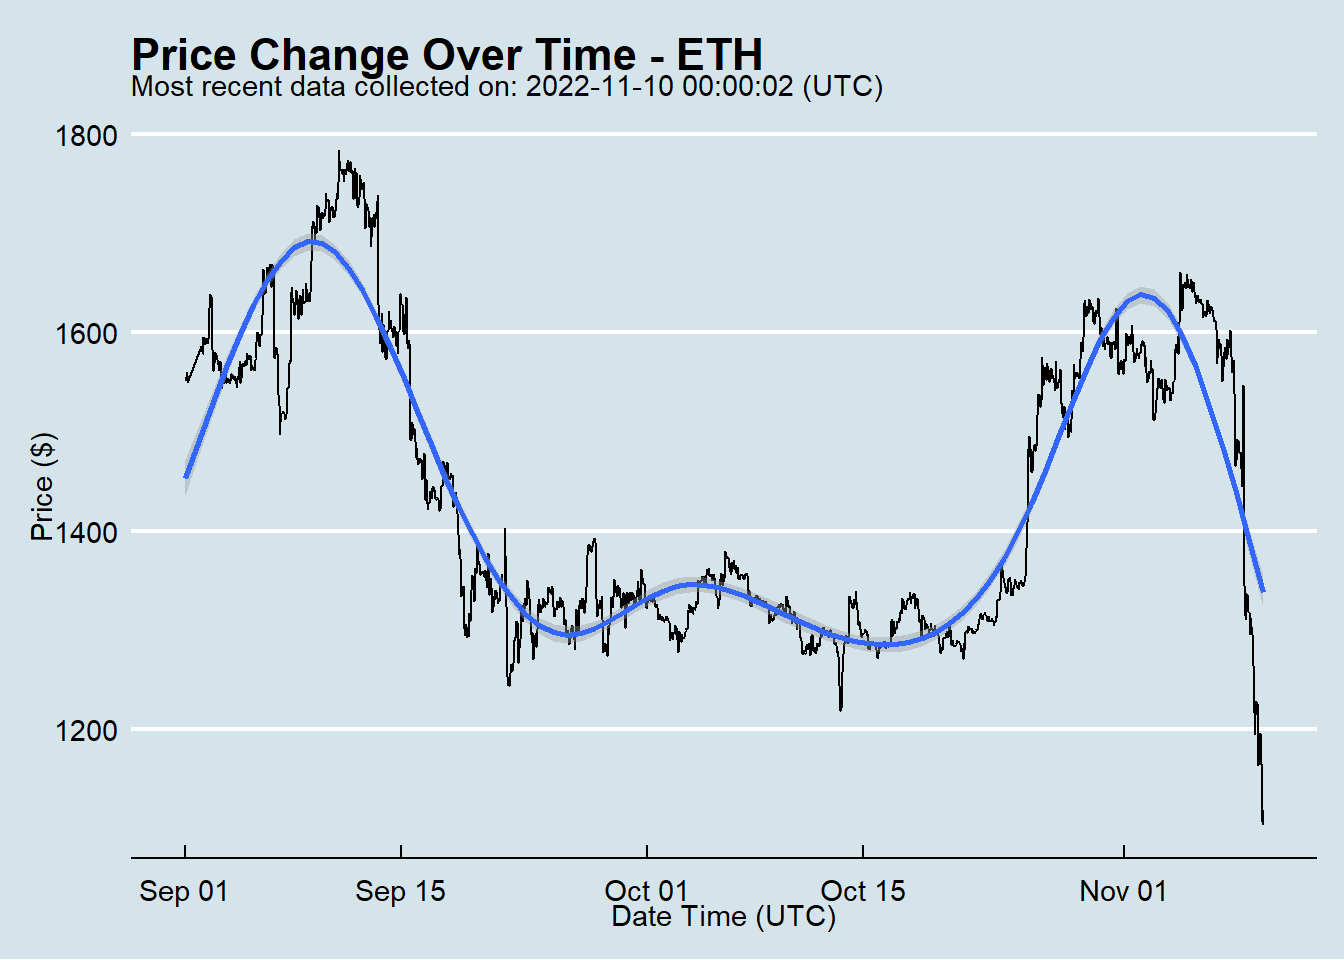 Price Change Over Time - ETH
Most recent data collected on: 2022-11-10 00:00:02 (UTC)
1800
1600
1400
1200
Price ($)
Sep 01
Sep 15
Oct 01
Oct 15
Nov 01
Date Time (UTC)